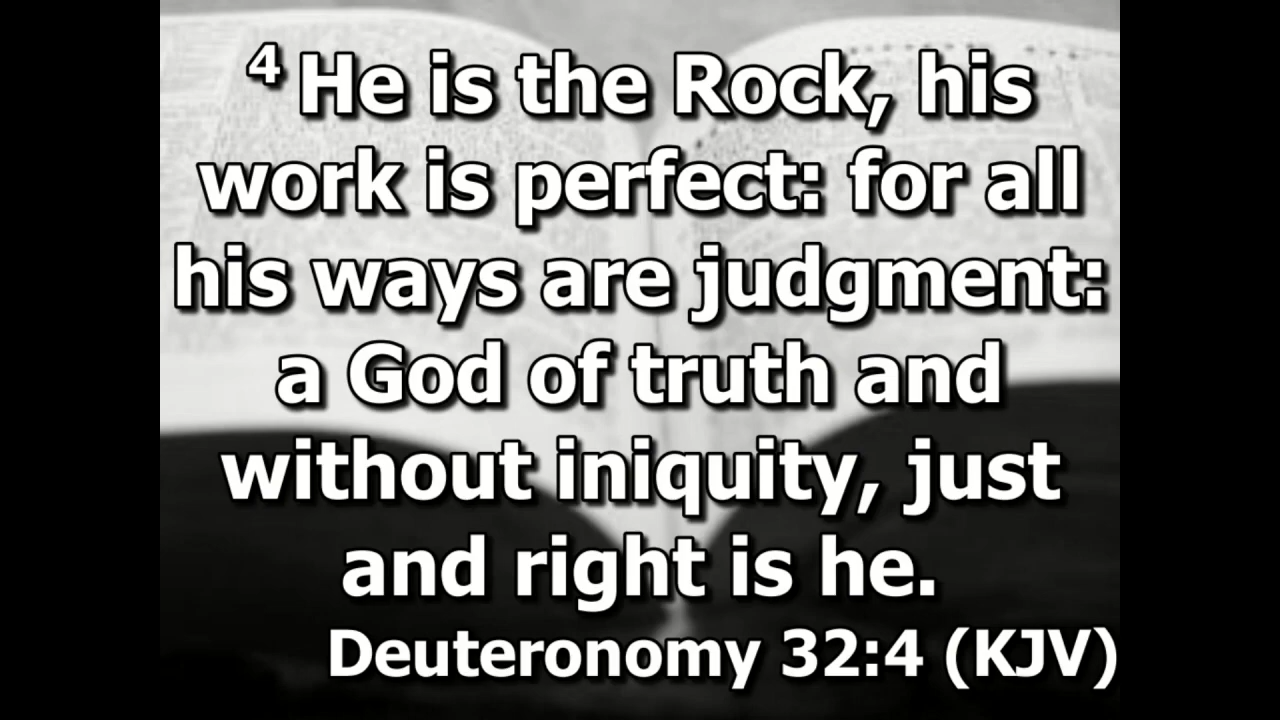 4 He is the Rock, his
work is perfect: for all
his ways are judgment:
a God of truth and
without iniquity, just
and right is he.
Deuteronomy 32:4 (KJV)